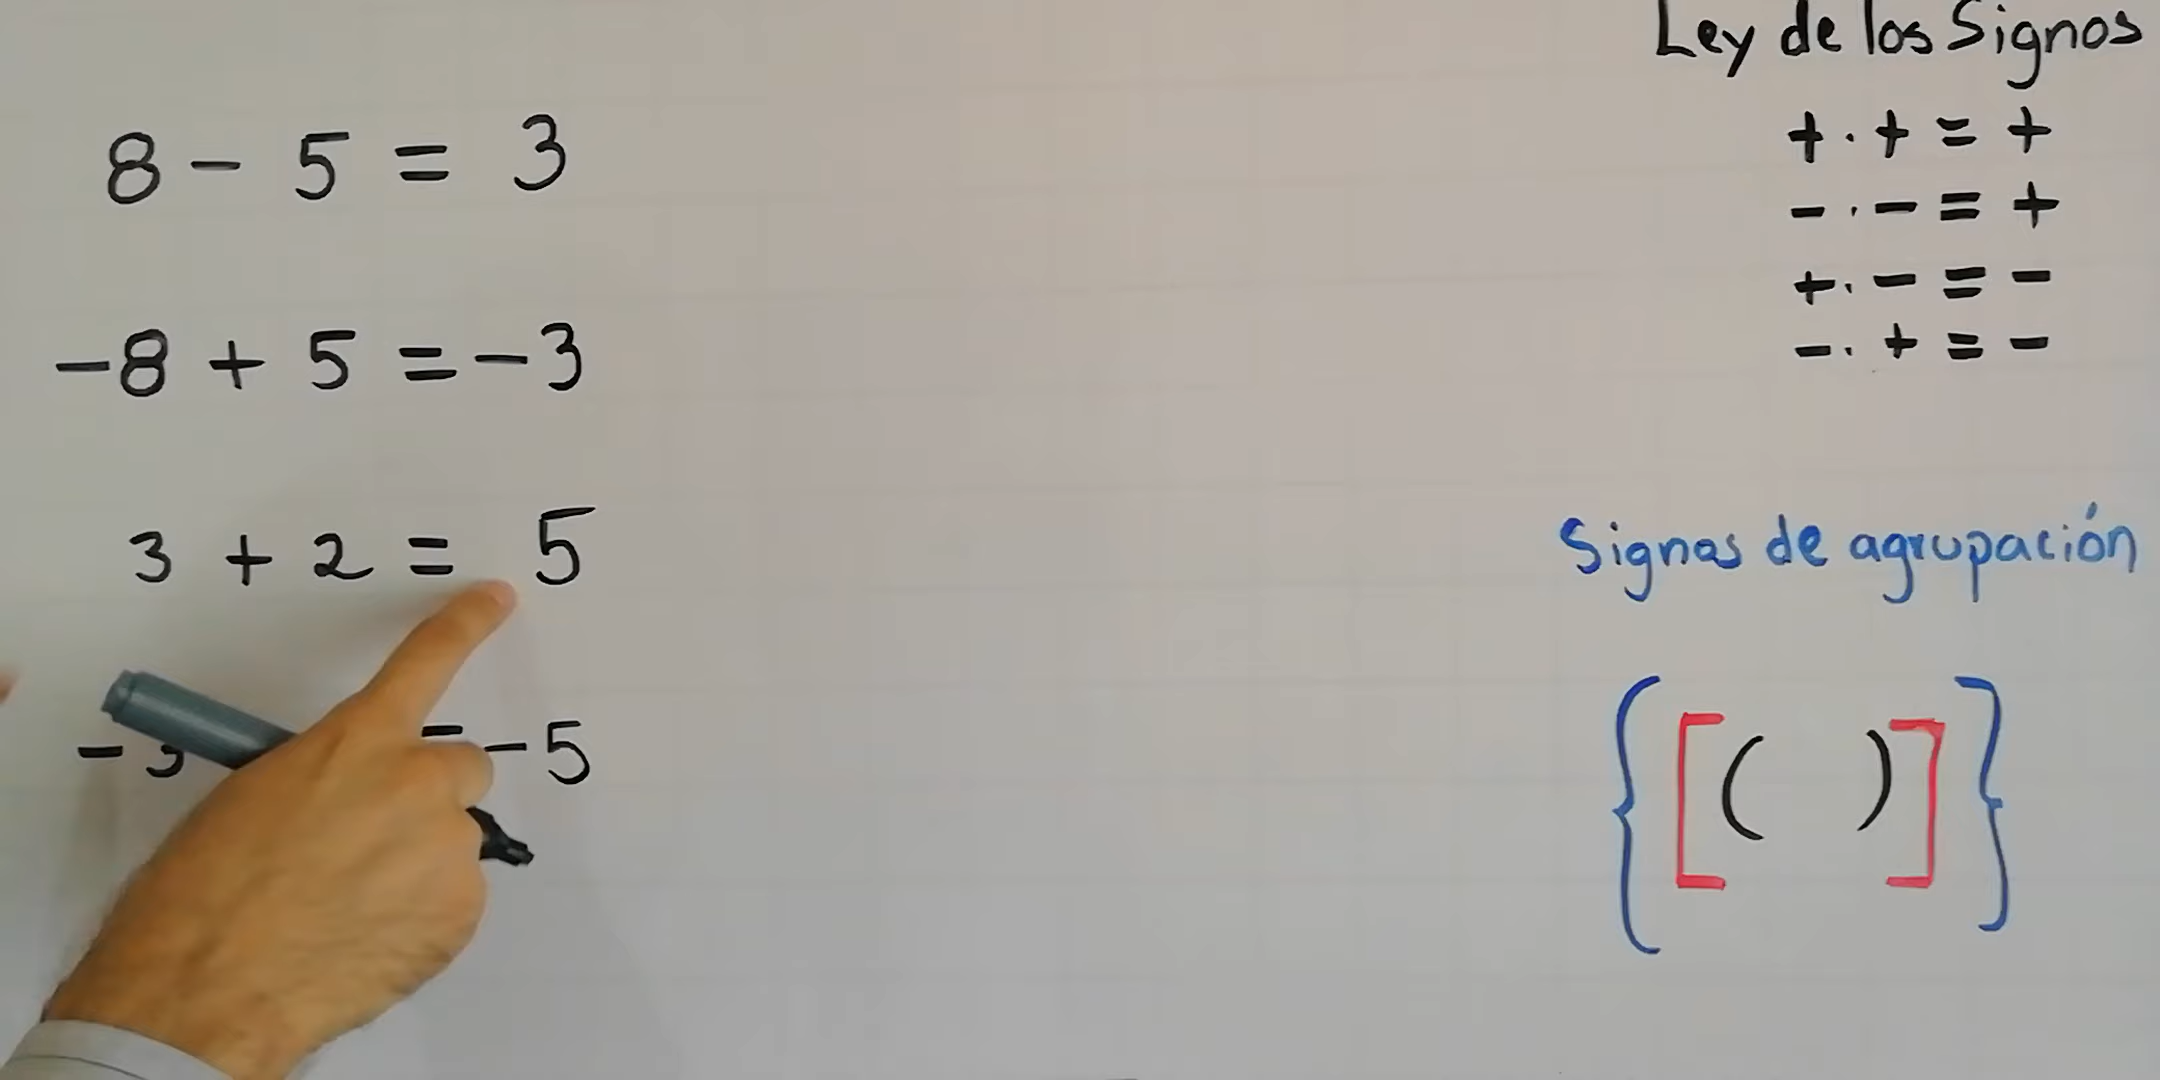 8 - 5 = 3
-8 + 5 = -3
3 + 2 = 5
= -5
Ley de los Signos
+ . + = +
- . - = +
+ . - = -
- . + = -
Signos de agrupación
{ [ ( ) ] }